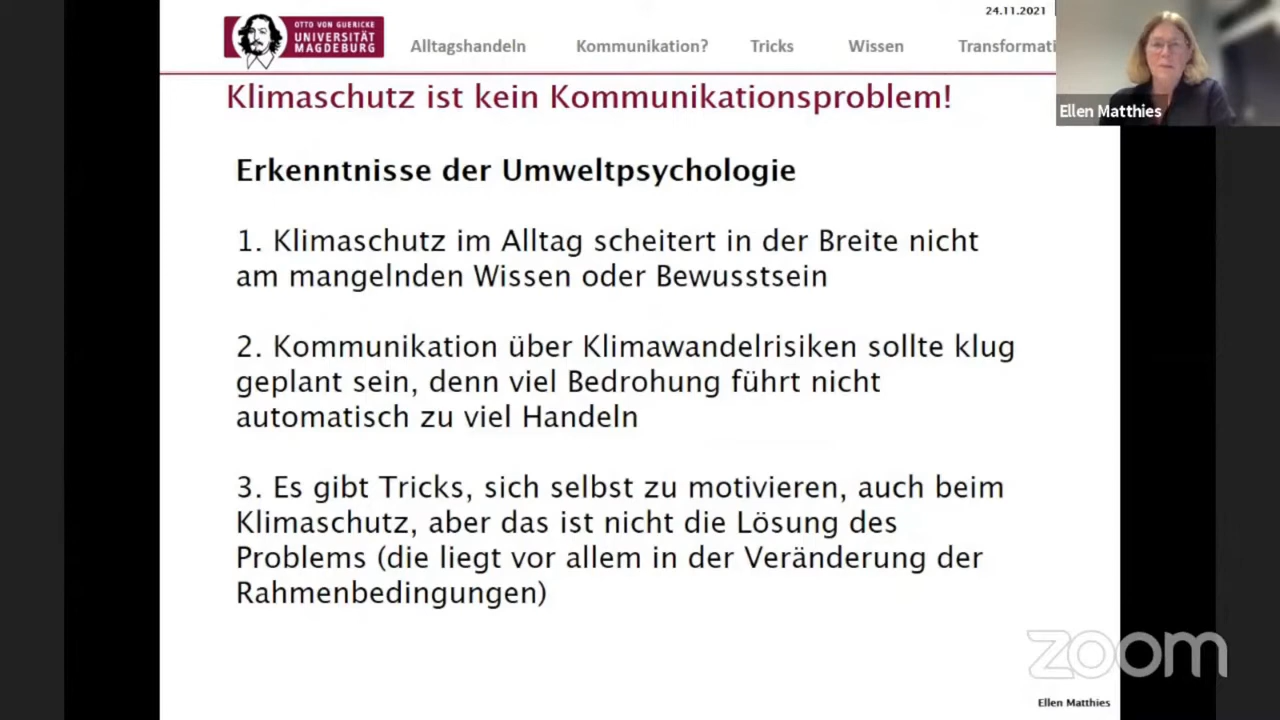 24.11.2021
OTTO VON GUERICKE
UNIVERSITÄT
MAGDEBURG
Alltagshandeln Kommunikation? Tricks Wissen Transformati
Ellen Matthies
Klimaschutz ist kein Kommunikationsproblem!
Erkenntnisse der Umweltpsychologie
1. Klimaschutz im Alltag scheitert in der Breite nicht
am mangelnden Wissen oder Bewusstsein
2. Kommunikation über Klimawandelrisiken sollte klug
geplant sein, denn viel Bedrohung führt nicht
automatisch zu viel Handeln
3. Es gibt Tricks, sich selbst zu motivieren, auch beim
Klimaschutz, aber das ist nicht die Lösung des
Problems (die liegt vor allem in der Veränderung der
Rahmenbedingungen)
zoom
Ellen Matthies